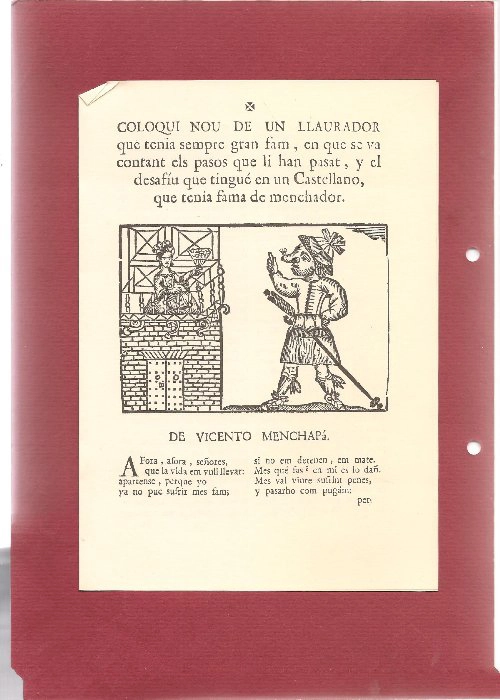 COLOQUI NOU DE UN LLAURADOR
que tenia sempre gran fam, en que se va
contant els pasos que li han pasat, y el
desafiu que tingué en un Castellano,
que tenia fama de menchador.
DE VICENTO MENCHAPá.
AFora, afora, señores,
que la vida em vull llevar:
apartense, perque yo
ya no puc sufrir mes fam;
si no em detenen, em mate.
Mes qué fas? en mi es lo dañ.
Mes val viure sufrint penes,
y pasarho com pugám:
per-